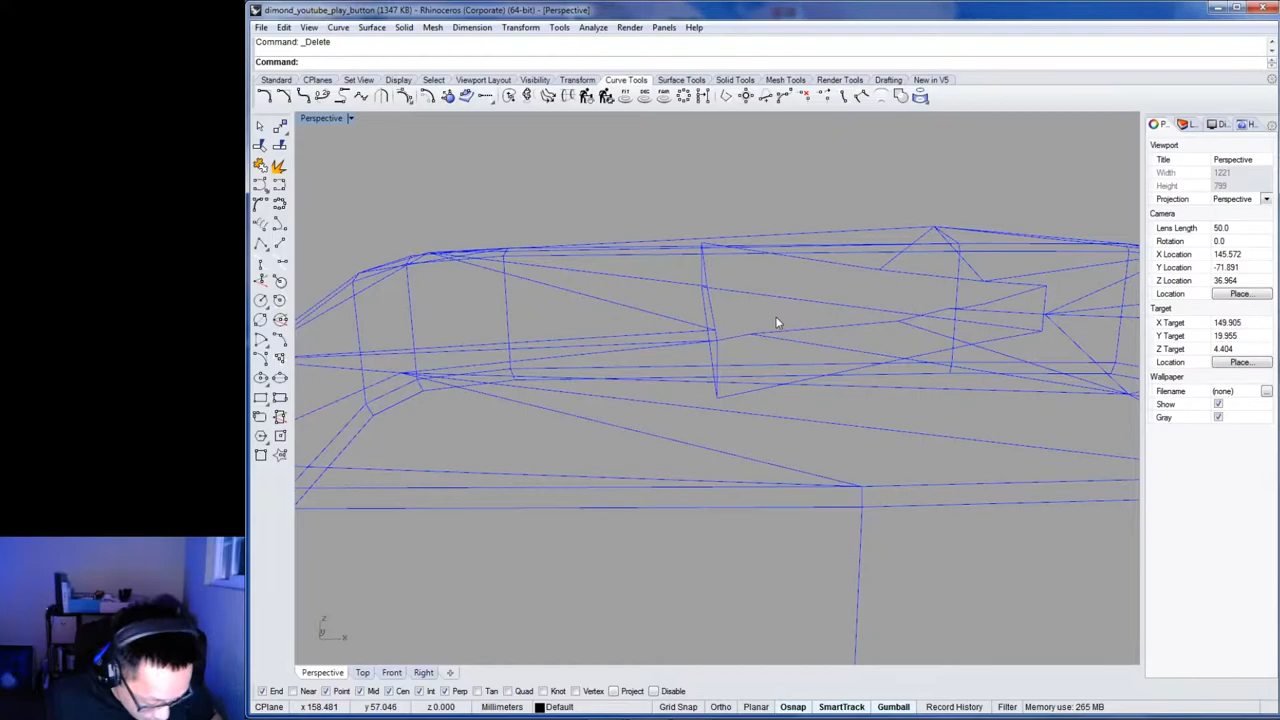 dimond_youtube_play_button (1347 KB) - Rhinoceros (Corporate) (64-bit) - [Perspective]
File Edit View Curve Surface Solid Mesh Dimension Transform Tools Analyze Render Panels Help
Command: _Delete
Command:
Standard CPlanes Set View Display Select Viewport Layout Visibility Transform Curve Tools Surface Tools Solid Tools Mesh Tools Render Tools Drafting New in V5
Perspective
P... L... Di... H...
Viewport
Title Perspective
Width 1221
Height 799
Projection Perspective
Camera
Lens Length 50.0
Rotation 0.0
X Location 145.572
Y Location -71.891
Z Location 36.964
Location Place...
Target
X Target 149.905
Y Target 19.955
Z Target 4.404
Location Place...
Wallpaper
Filename (none) ...
Show
Gray
z
y x
Perspective Top Front Right
End Near Point Mid Cen Int Perp Tan Quad Knot Vertex Project Disable
CPlane x 158.481 y 57.046 z 0.000 Millimeters Default Grid Snap Ortho Planar Osnap SmartTrack Gumball Record History Filter Memory use: 265 MB